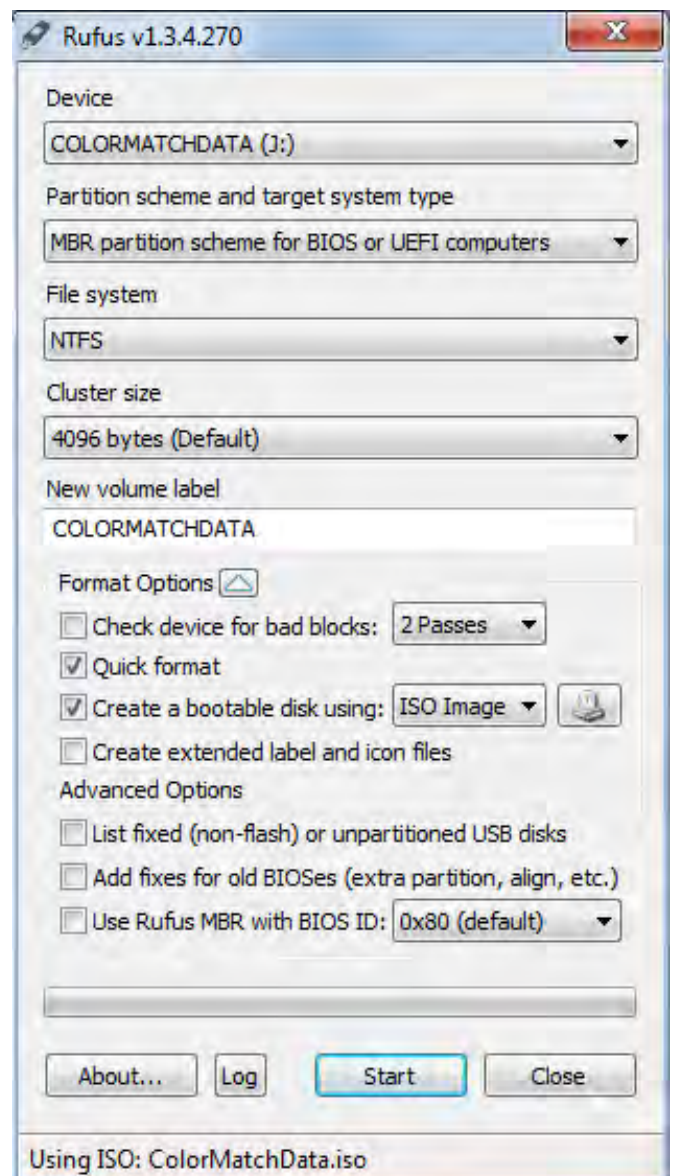 Rufus v1.3.4.270
Device
COLORMATCHDATA (J:)
Partition scheme and target system type
MBR partition scheme for BIOS or UEFI computers
File system
NTFS
Cluster size
4096 bytes (Default)
New volume label
COLORMATCHDATA
Format Options
Check device for bad blocks: 2 Passes
Quick format
Create a bootable disk using: ISO Image
Create extended label and icon files
Advanced Options
List fixed (non-flash) or unpartitioned USB disks
Add fixes for old BIOSes (extra partition, align, etc.)
Use Rufus MBR with BIOS ID: 0x80 (default)
About... Log Start Close
Using ISO: ColorMatchData.iso